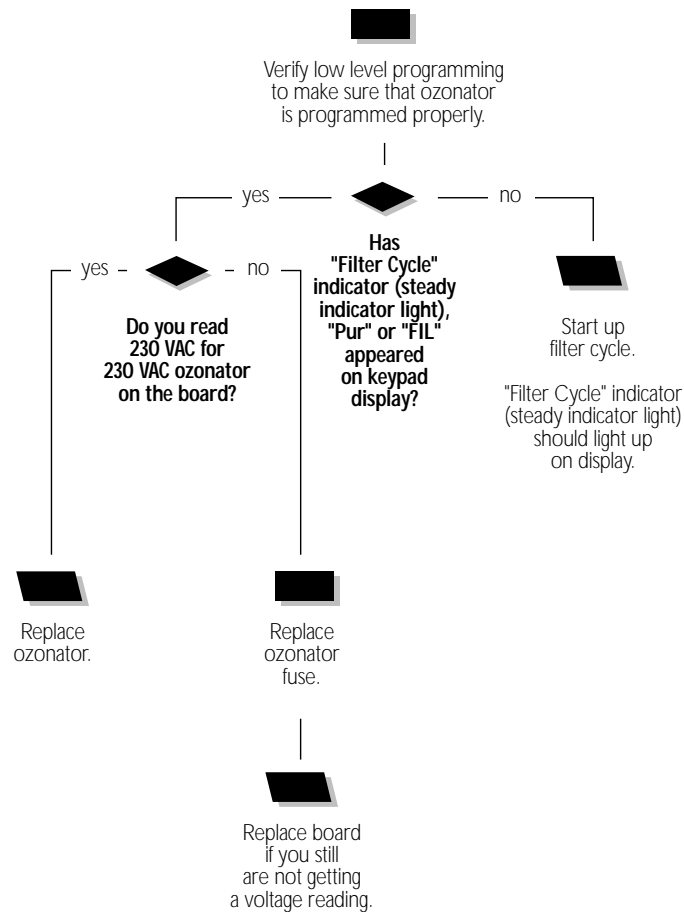 Verify low level programming
to make sure that ozonator
is programmed properly.
yes
no
Has
"Filter Cycle"
indicator (steady
indicator light),
"Pur" or "FIL"
appeared
on keypad
display?
yes
no
Do you read
230 VAC for
230 VAC ozonator
on the board?
Start up
filter cycle.
"Filter Cycle" indicator
(steady indicator light)
should light up
on display.
Replace
ozonator.
Replace
ozonator
fuse.
Replace board
if you still
are not getting
a voltage reading.